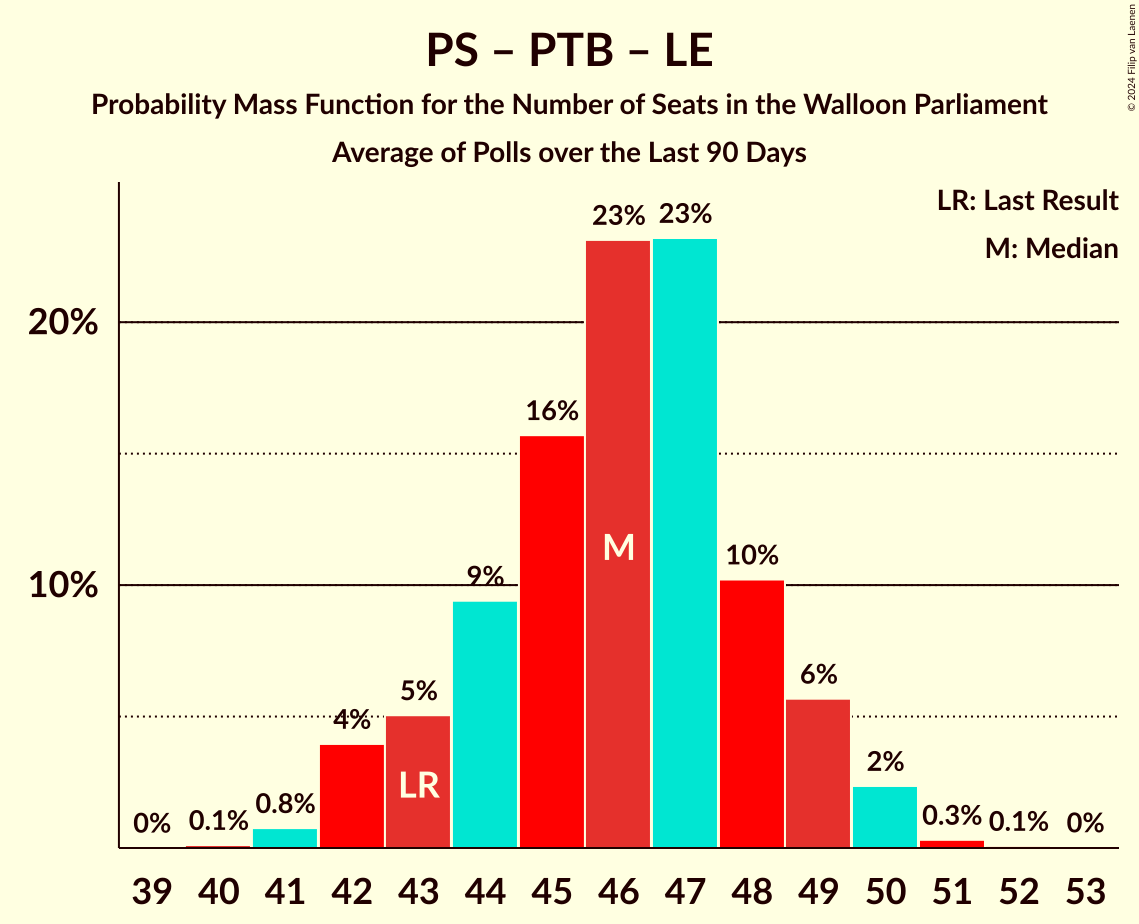 PS – PTB – LE
Probability Mass Function for the Number of Seats in the Walloon Parliament
Average of Polls over the Last 90 Days
© 2024 Filip van Laenen
LR: Last Result
M: Median
20%
10%
0%
0.1%
0.8%
4%
5%
9%
16%
23%
23%
10%
6%
2%
0.3%
0.1%
0%
LR
M
39 40 41 42 43 44 45 46 47 48 49 50 51 52 53